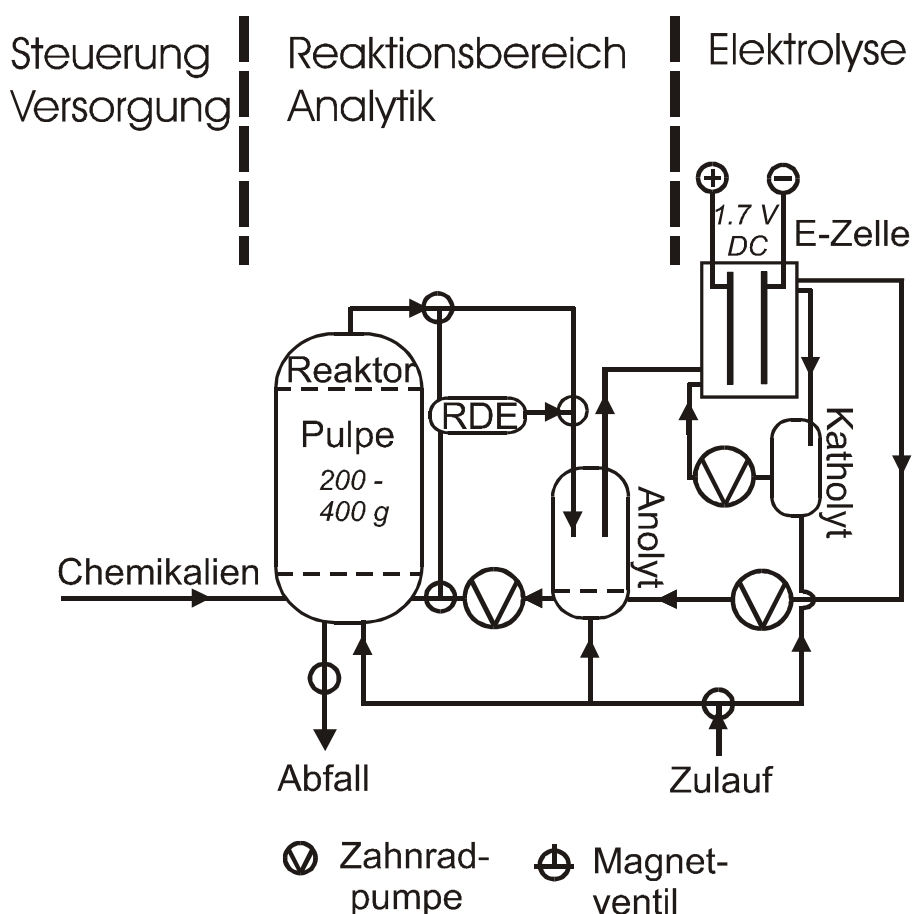 Steuerung
Versorgung
Reaktionsbereich
Analytik
Elektrolyse
+
−
1.7 V
DC
E-Zelle
Reaktor
Pulpe
200 -
400 g
RDE
Anolyt
Katholyt
Chemikalien
Abfall
Zulauf
Zahnrad-
pumpe
Magnet-
ventil